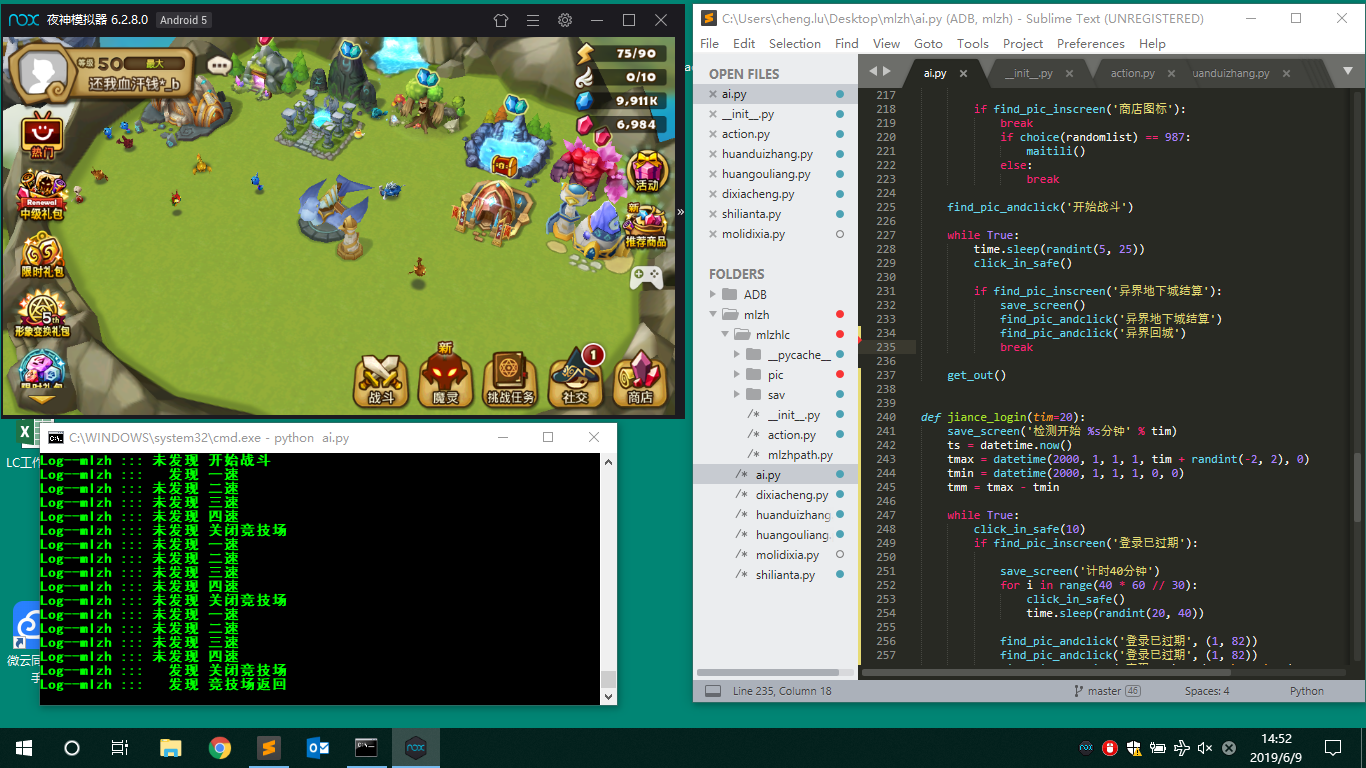 nox 夜神模拟器 6.2.8.0 Android 5
等级 50 最大
还我血汗钱*_b
75/90
0/10
9,911K
6,984
热门
Renewal
中级礼包
限时礼包
5th
形象变换礼包
限时礼包
活动
新
推荐商品
»
战斗
新
魔灵
挑战任务
1
社交
商店
C:\WINDOWS\system32\cmd.exe - python ai.py
Log--mlzh ::: 未发现 开始战斗
Log--mlzh ::: 发现 一速
Log--mlzh ::: 未发现 二速
Log--mlzh ::: 未发现 三速
Log--mlzh ::: 未发现 四速
Log--mlzh ::: 未发现 关闭竞技场
Log--mlzh ::: 未发现 一速
Log--mlzh ::: 未发现 二速
Log--mlzh ::: 未发现 三速
Log--mlzh ::: 未发现 四速
Log--mlzh ::: 未发现 关闭竞技场
Log--mlzh ::: 未发现 一速
Log--mlzh ::: 未发现 二速
Log--mlzh ::: 未发现 三速
Log--mlzh ::: 未发现 四速
Log--mlzh ::: 发现 关闭竞技场
Log--mlzh ::: 发现 竞技场返回
LC工作
微云同
手
C:\Users\cheng.lu\Desktop\mlzh\ai.py (ADB, mlzh) - Sublime Text (UNREGISTERED)
File Edit Selection Find View Goto Tools Project Preferences Help
OPEN FILES
ai.py
__init__.py
action.py
huanduizhang.py
huangouliang.py
dixiacheng.py
shilianta.py
molidixia.py
FOLDERS
ADB
mlzh
mlzhlc
__pycache__
pic
sav
/* __init__.py
/* action.py
/* mlzhpath.py
/* ai.py
/* dixiacheng.py
/* huanduizhang
/* huangouliang.
/* molidixia.py
/* shilianta.py
ai.py __init__.py action.py uanduizhang.py
217
218 if find_pic_inscreen('商店图标'):
219 break
220 if choice(randomlist) == 987:
221 maitili()
222 else:
223 break
224
225 find_pic_andclick('开始战斗')
226
227 while True:
228 time.sleep(randint(5, 25))
229 click_in_safe()
230
231 if find_pic_inscreen('异界地下城结算'):
232 save_screen()
233 find_pic_andclick('异界地下城结算')
234 find_pic_andclick('异界回城')
235 break
236
237 get_out()
238
239
240 def jiance_login(tim=20):
241 save_screen('检测开始 %s分钟' % tim)
242 ts = datetime.now()
243 tmax = datetime(2000, 1, 1, 1, tim + randint(-2, 2), 0)
244 tmin = datetime(2000, 1, 1, 1, 0, 0)
245 tmm = tmax - tmin
246
247 while True:
248 click_in_safe(10)
249 if find_pic_inscreen('登录已过期'):
250
251 save_screen('计时40分钟')
252 for i in range(40 * 60 // 30):
253 click_in_safe()
254 time.sleep(randint(20, 40))
255
256 find_pic_andclick('登录已过期', (1, 82))
257 find_pic_andclick('登录已过期', (1, 82))
Line 235, Column 18 master 46 Spaces: 4 Python
14:52
2019/6/9